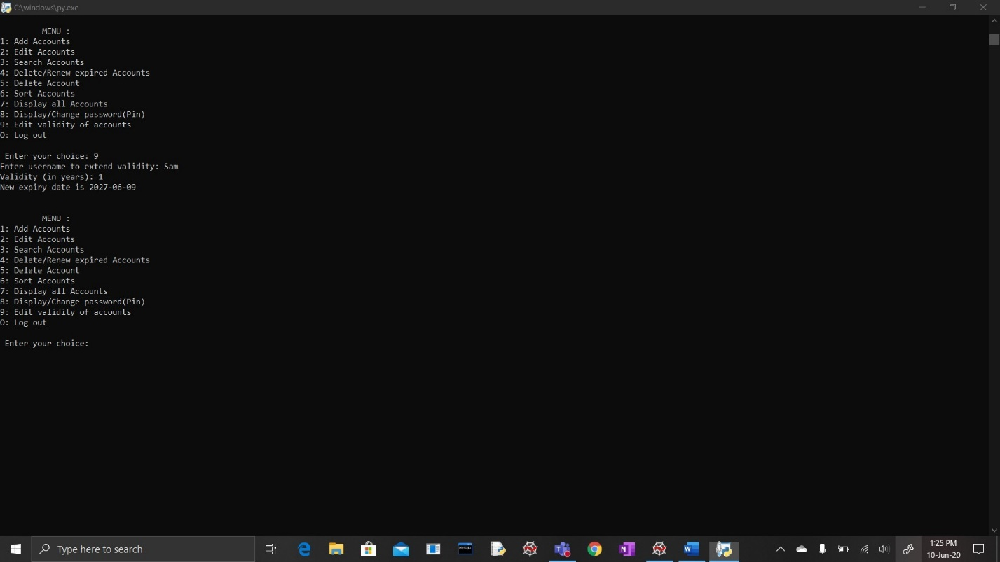 C:\windows\py.exe
MENU :
1: Add Accounts
2: Edit Accounts
3: Search Accounts
4: Delete/Renew expired Accounts
5: Delete Account
6: Sort Accounts
7: Display all Accounts
8: Display/Change password(Pin)
9: Edit validity of accounts
O: Log out
Enter your choice: 9
Enter username to extend validity: Sam
Validity (in years): 1
New expiry date is 2027-06-09
MENU :
1: Add Accounts
2: Edit Accounts
3: Search Accounts
4: Delete/Renew expired Accounts
5: Delete Account
6: Sort Accounts
7: Display all Accounts
8: Display/Change password(Pin)
9: Edit validity of accounts
O: Log out
Enter your choice:
Type here to search
MySQL
1:25 PM
10-Jun-20